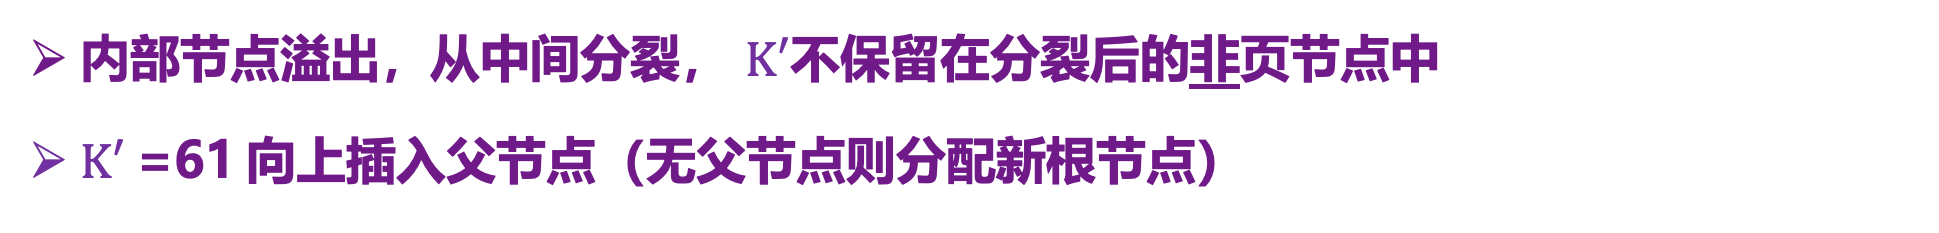 ➢ 内部节点溢出，从中间分裂， K′不保留在分裂后的非页节点中
➢ K′ =61 向上插入父节点（无父节点则分配新根节点）